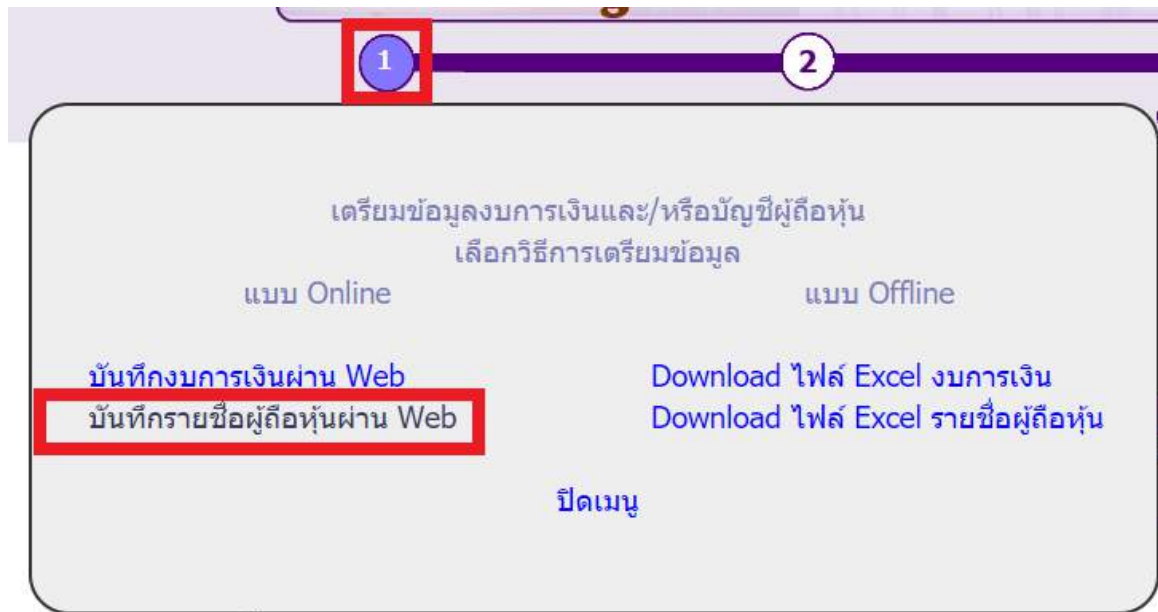 1 2
เตรียมข้อมูลงบการเงินและ/หรือบัญชีผู้ถือหุ้น
เลือกวิธีการเตรียมข้อมูล
แบบ Online แบบ Offline
บันทึกงบการเงินผ่าน Web Download ไฟล์ Excel งบการเงิน
บันทึกรายชื่อผู้ถือหุ้นผ่าน Web Download ไฟล์ Excel รายชื่อผู้ถือหุ้น
ปิดเมนู